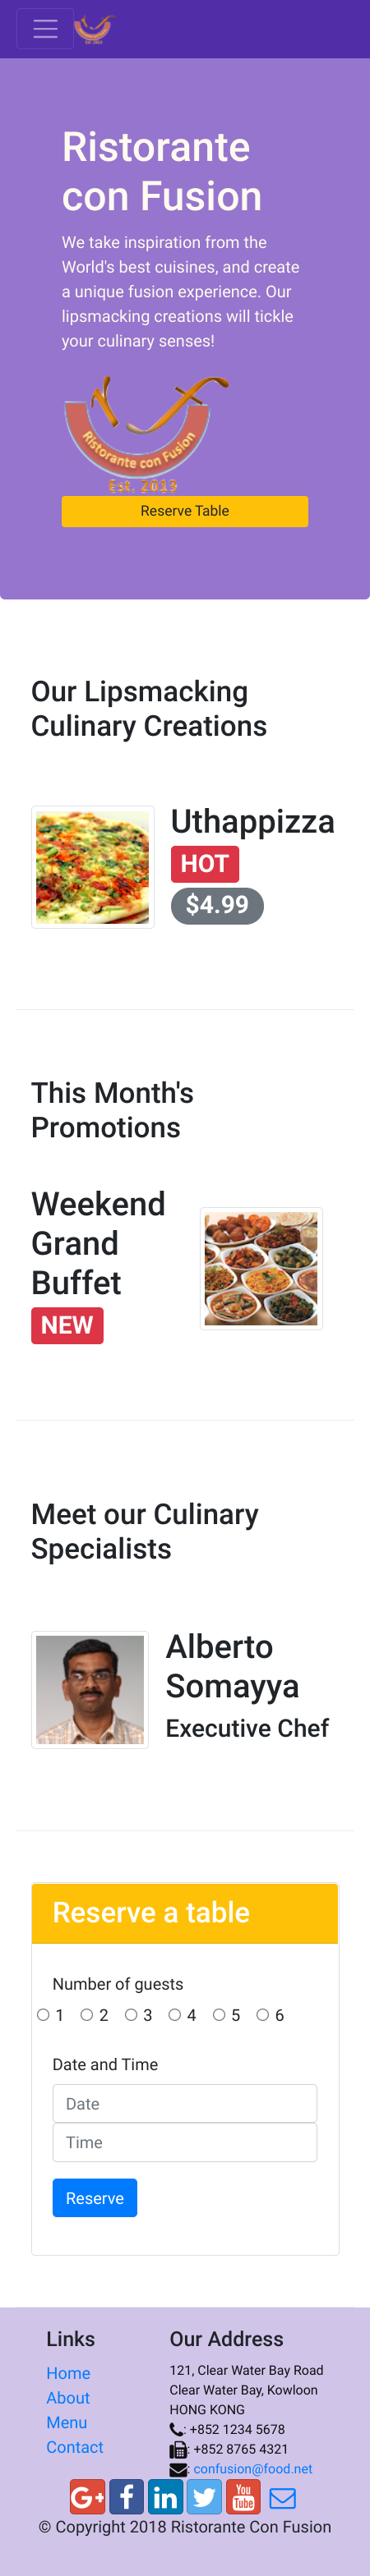 Ristorante
con Fusion
We take inspiration from the
World's best cuisines, and create
a unique fusion experience. Our
lipsmacking creations will tickle
your culinary senses!
Ristorante con Fusion
Est. 2013
Reserve Table
Our Lipsmacking
Culinary Creations
Uthappizza
HOT
$4.99
This Month's
Promotions
Weekend
Grand
Buffet
NEW
Meet our Culinary
Specialists
Alberto
Somayya
Executive Chef
Reserve a table
Number of guests
1 2 3 4 5 6
Date and Time
Date
Time
Reserve
Links
Home
About
Menu
Contact
Our Address
121, Clear Water Bay Road
Clear Water Bay, Kowloon
HONG KONG
: +852 1234 5678
: +852 8765 4321
: confusion@food.net
G+ f in You Tube
© Copyright 2018 Ristorante Con Fusion